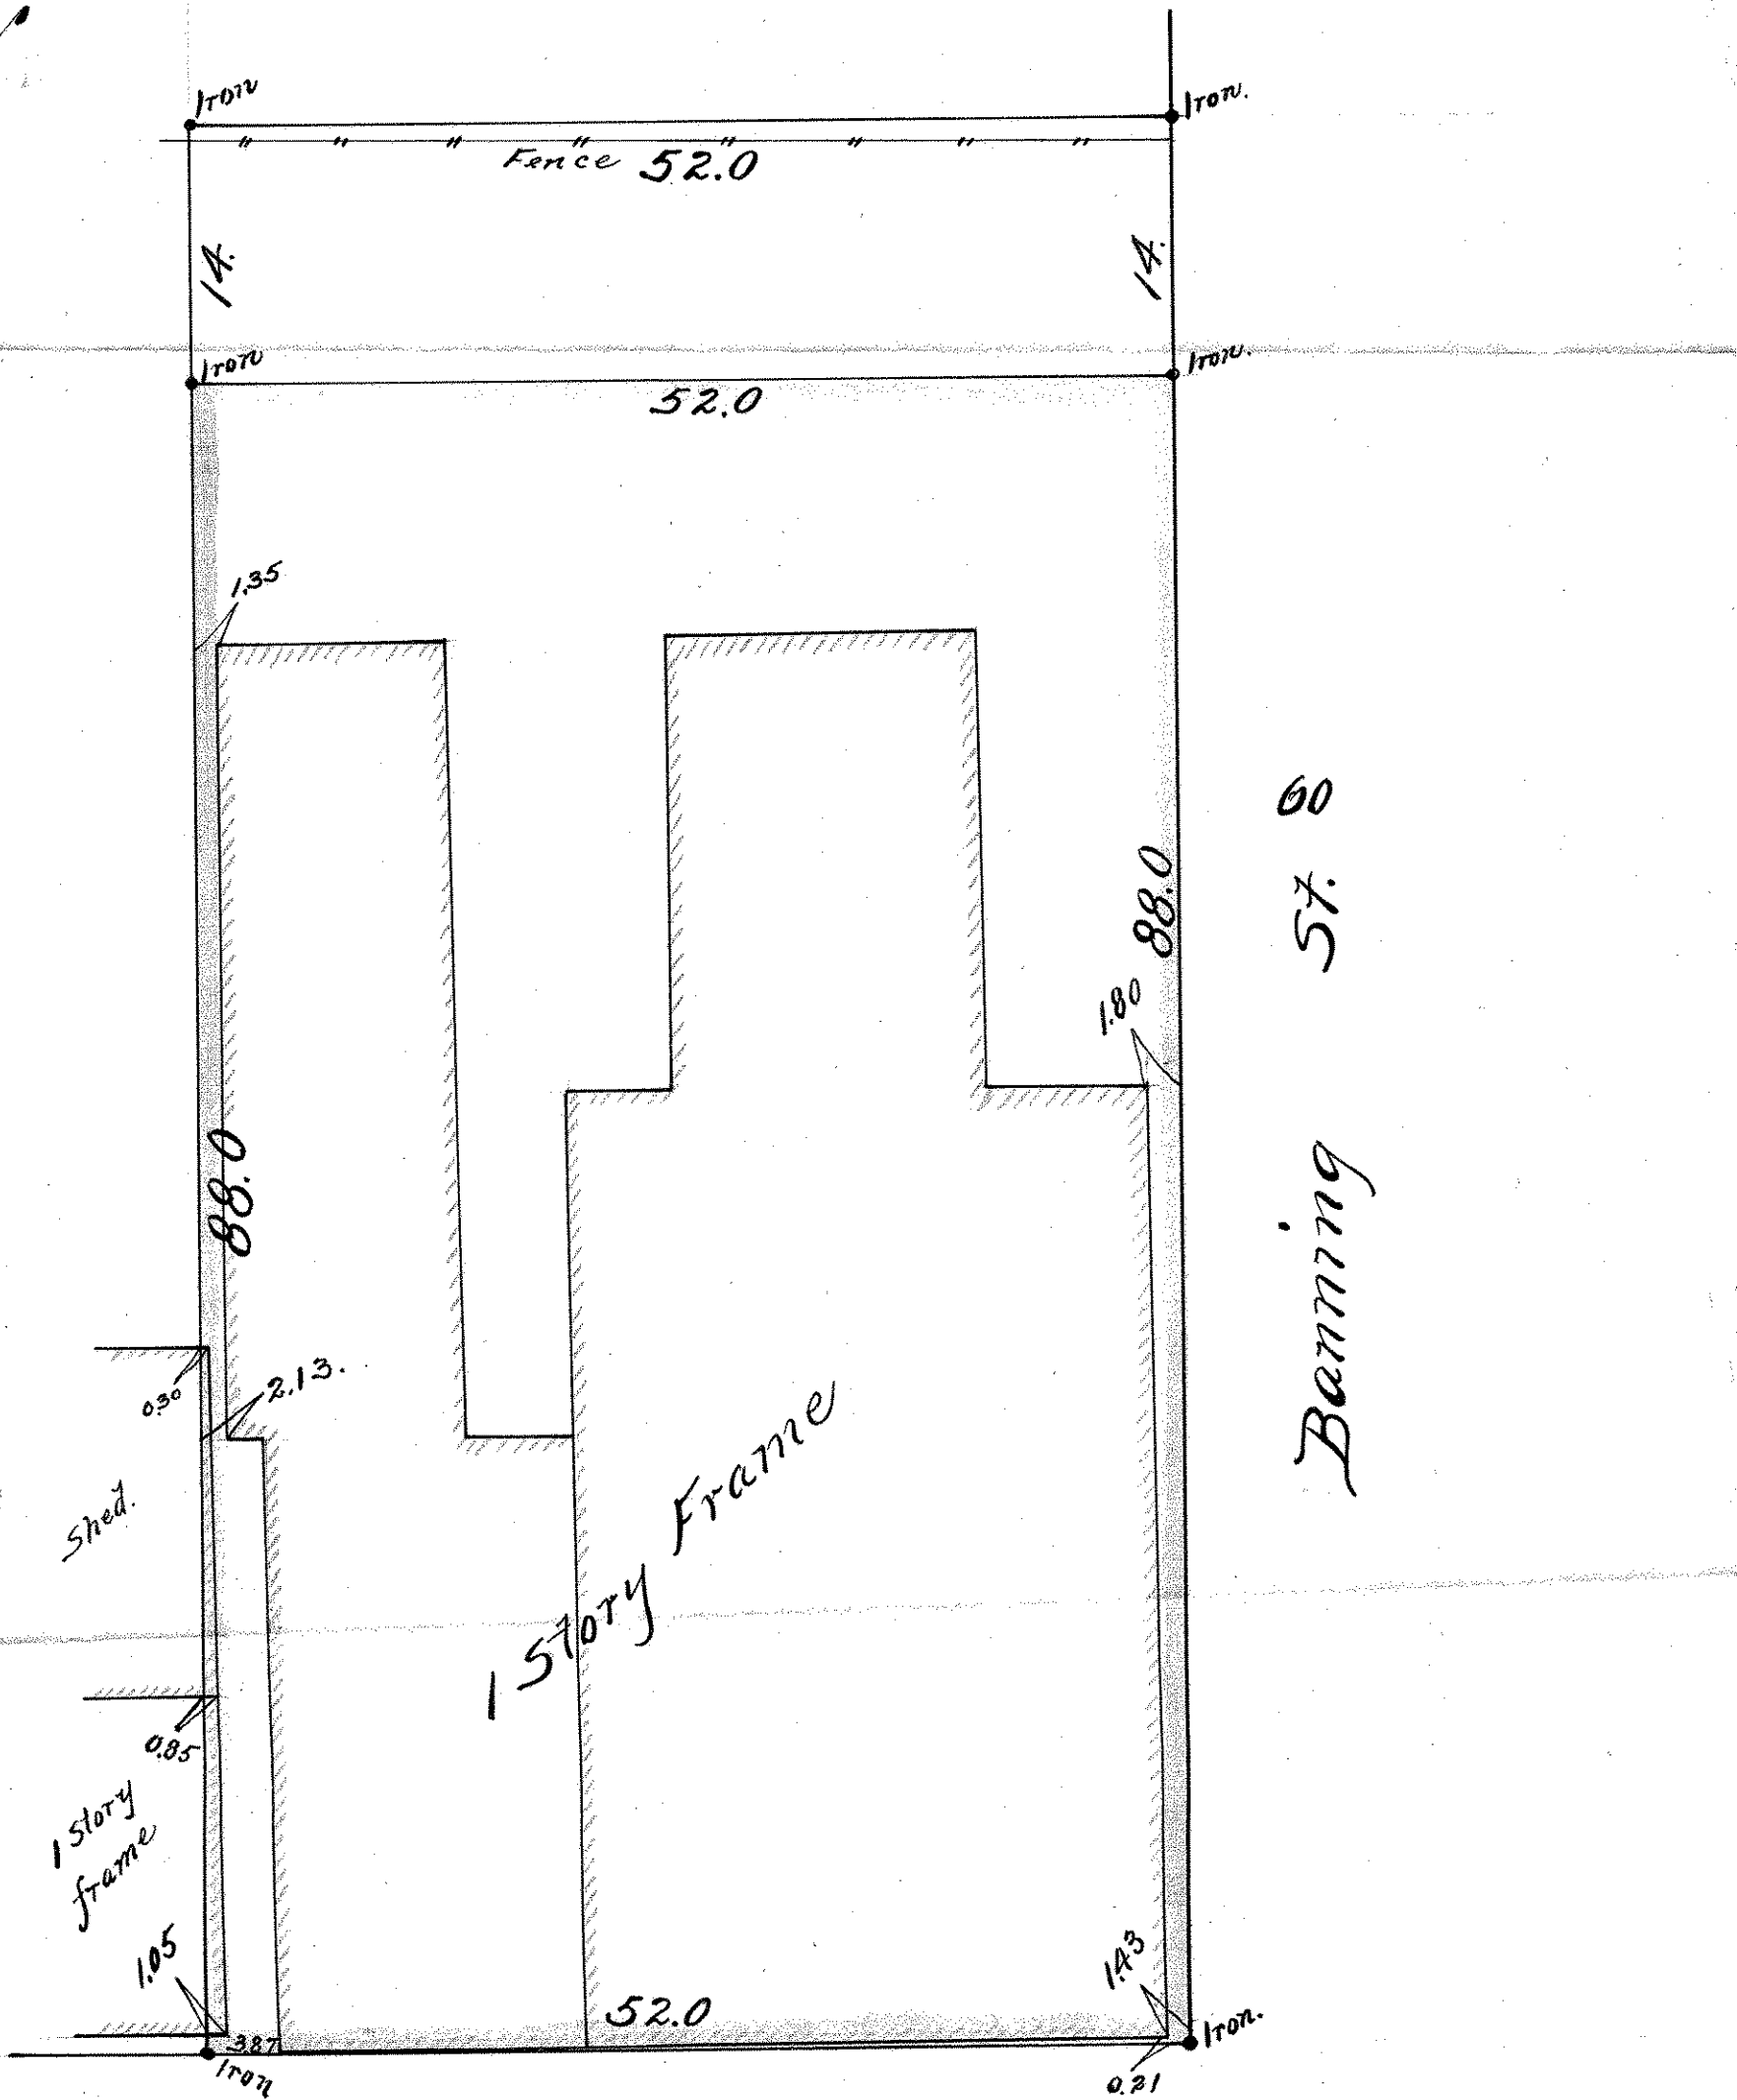 Iron
Iron.
Fence 52.0
14.
14.
Iron
Iron.
52.0
1.35
60
St.
Banning
88.0
1.80
88.0
0.30
2.13.
Shed.
1 Story Frame
0.85
1 story
frame
1.05
52.0
1.43
3.87
Iron
Iron.
0.21